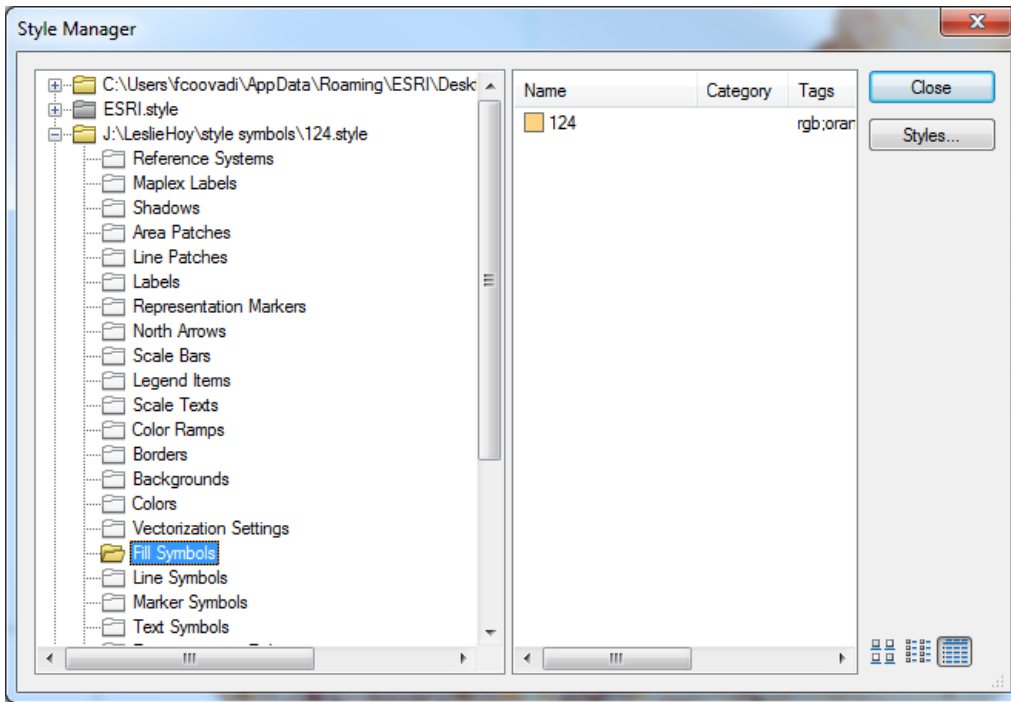 Style Manager
C:\Users\fcoovadi\AppData\Roaming\ESRI\Desk
ESRI.style
J:\LeslieHoy\style symbols\124.style
Reference Systems
Maplex Labels
Shadows
Area Patches
Line Patches
Labels
Representation Markers
North Arrows
Scale Bars
Legend Items
Scale Texts
Color Ramps
Borders
Backgrounds
Colors
Vectorization Settings
Fill Symbols
Line Symbols
Marker Symbols
Text Symbols
Name Category Tags
124 rgb;oran
Close
Styles...